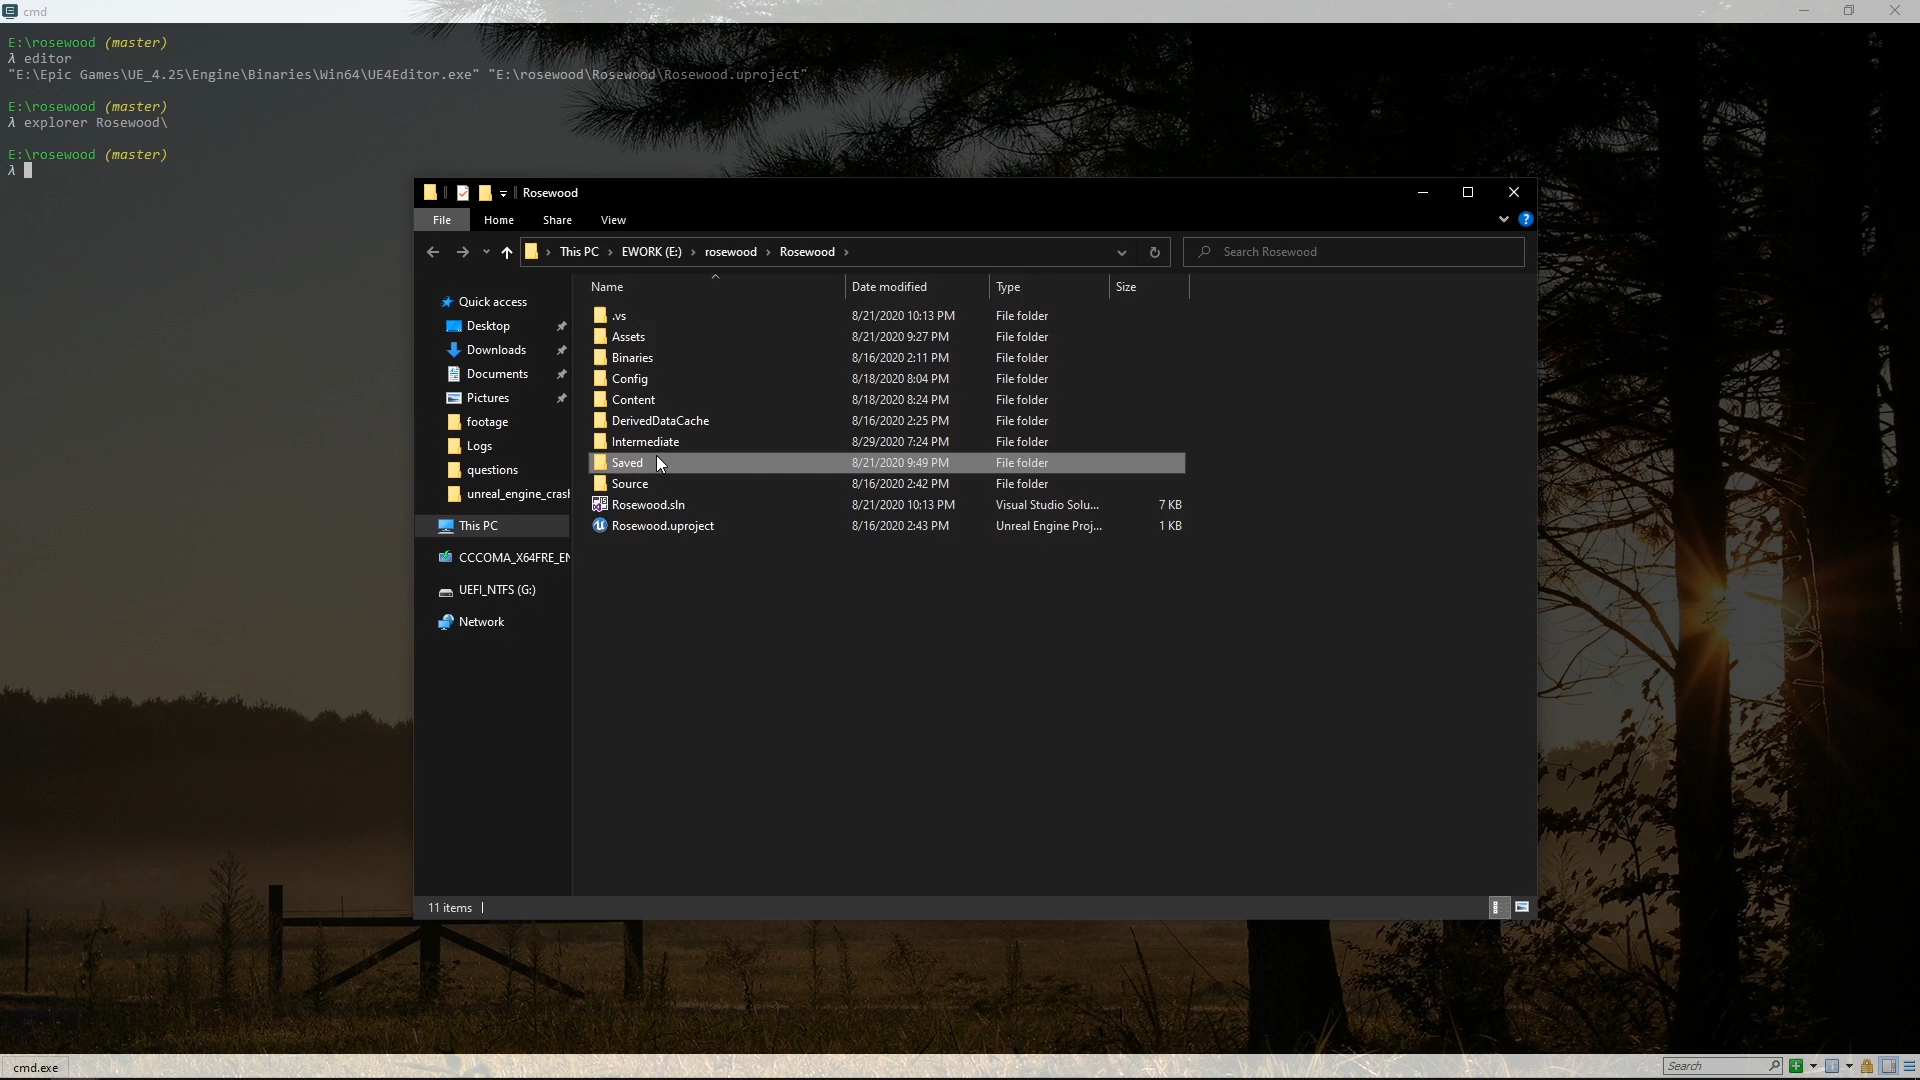 cmd
E:\rosewood (master)
λ editor
"E:\Epic Games\UE_4.25\Engine\Binaries\Win64\UE4Editor.exe" "E:\rosewood\Rosewood\Rosewood.uproject"
E:\rosewood (master)
λ explorer Rosewood\
E:\rosewood (master)
λ
Rosewood
File Home Share View
This PC > EWORK (E:) > rosewood > Rosewood >
Search Rosewood
Name Date modified Type Size
Quick access
Desktop
Downloads
Documents
Pictures
footage
Logs
questions
unreal_engine_crash
This PC
CCCOMA_X64FRE_EN
UEFI_NTFS (G:)
Network
.vs 8/21/2020 10:13 PM File folder
Assets 8/21/2020 9:27 PM File folder
Binaries 8/16/2020 2:11 PM File folder
Config 8/18/2020 8:04 PM File folder
Content 8/18/2020 8:24 PM File folder
DerivedDataCache 8/16/2020 2:25 PM File folder
Intermediate 8/29/2020 7:24 PM File folder
Saved 8/21/2020 9:49 PM File folder
Source 8/16/2020 2:42 PM File folder
Rosewood.sln 8/21/2020 10:13 PM Visual Studio Solu... 7 KB
Rosewood.uproject 8/16/2020 2:43 PM Unreal Engine Proj... 1 KB
11 items
cmd.exe
Search